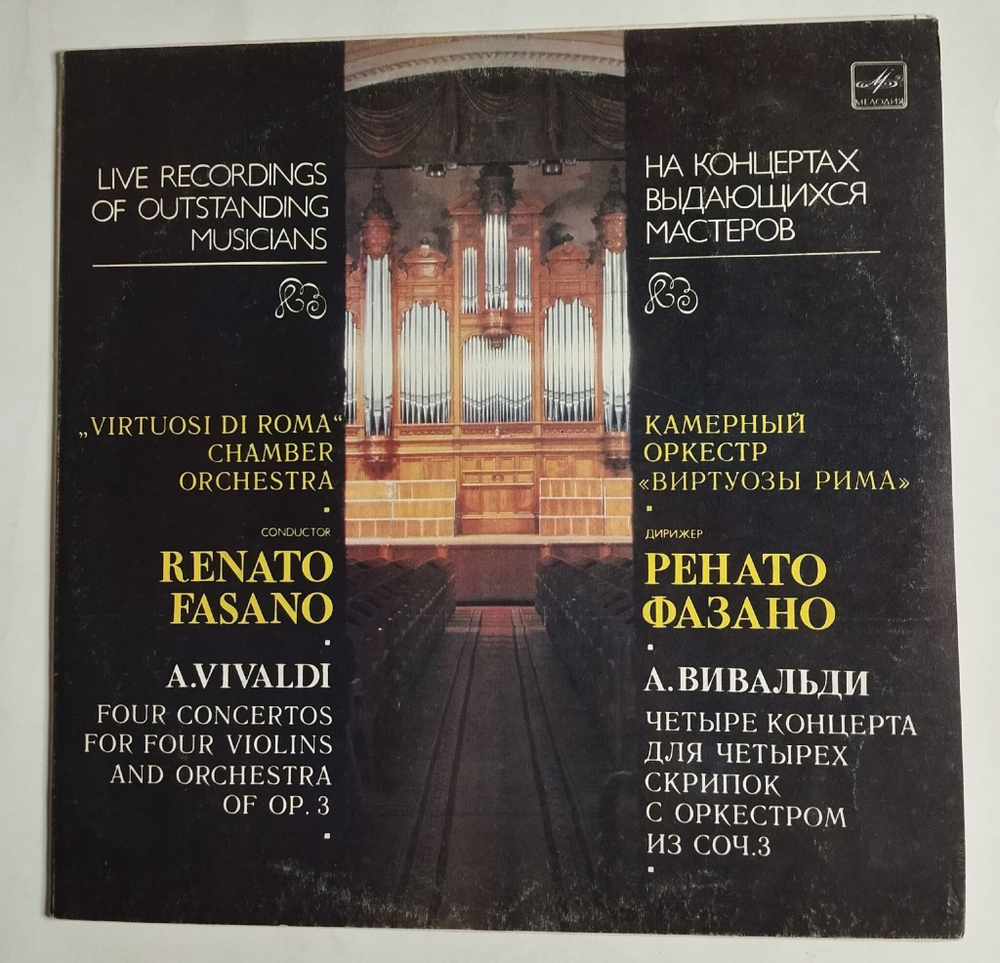 МЕЛОДИЯ
LIVE RECORDINGS
OF OUTSTANDING
MUSICIANS
„VIRTUOSI DI ROMA“
CHAMBER
ORCHESTRA
CONDUCTOR
RENATO
FASANO
A.VIVALDI
FOUR CONCERTOS
FOR FOUR VIOLINS
AND ORCHESTRA
OF OP. 3
НА КОНЦЕРТАХ
ВЫДАЮЩИХСЯ
МАСТЕРОВ
КАМЕРНЫЙ
ОРКЕСТР
«ВИРТУОЗЫ РИМА»
ДИРИЖЕР
РЕНАТО
ФАЗАНО
А.ВИВАЛЬДИ
ЧЕТЫРЕ КОНЦЕРТА
ДЛЯ ЧЕТЫРЕХ
СКРИПОК
С ОРКЕСТРОМ
ИЗ СОЧ.3